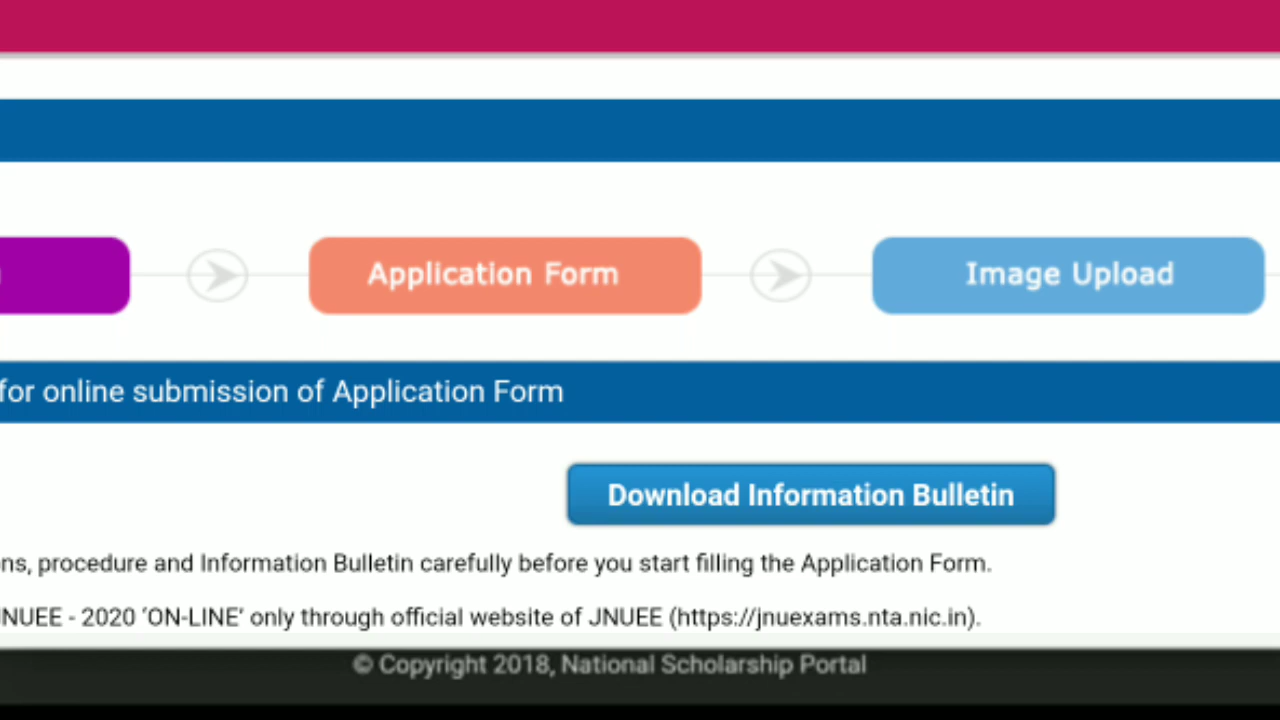 Application Form
Image Upload
for online submission of Application Form
Download Information Bulletin
ns, procedure and Information Bulletin carefully before you start filling the Application Form.
JNUEE - 2020 ‘ON-LINE’ only through official website of JNUEE (https://jnuexams.nta.nic.in).
© Copyright 2018, National Scholarship Portal